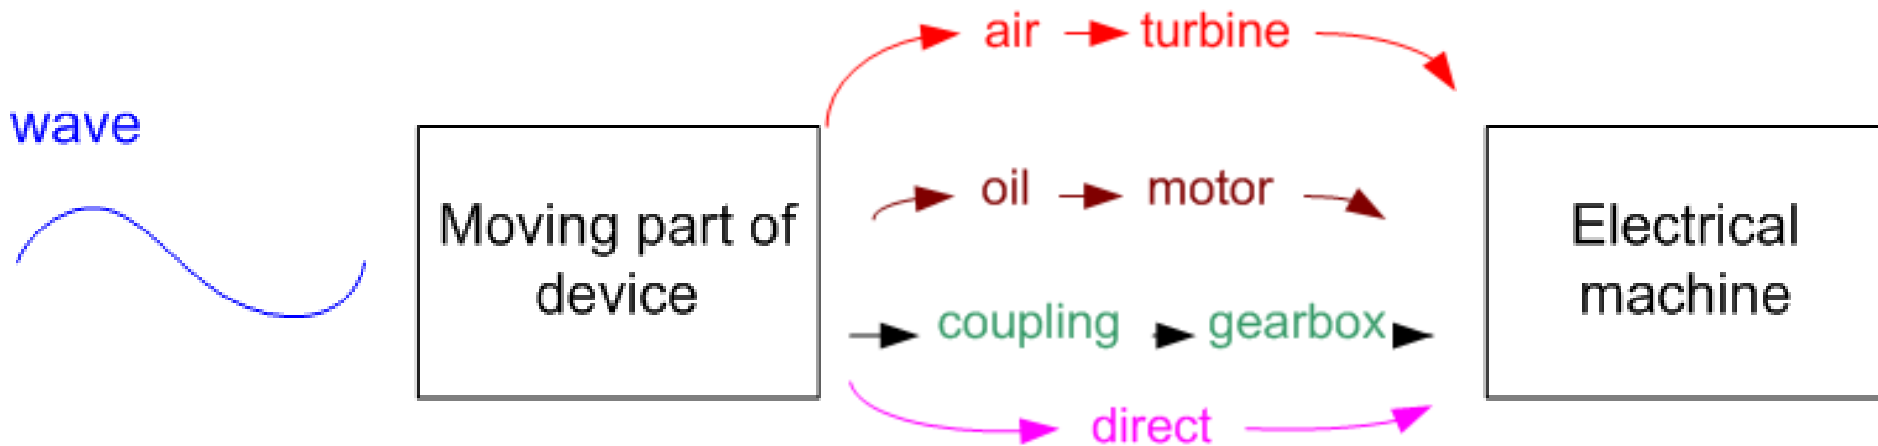 wave
Moving part of
device
air turbine
oil motor
coupling gearbox
direct
Electrical
machine